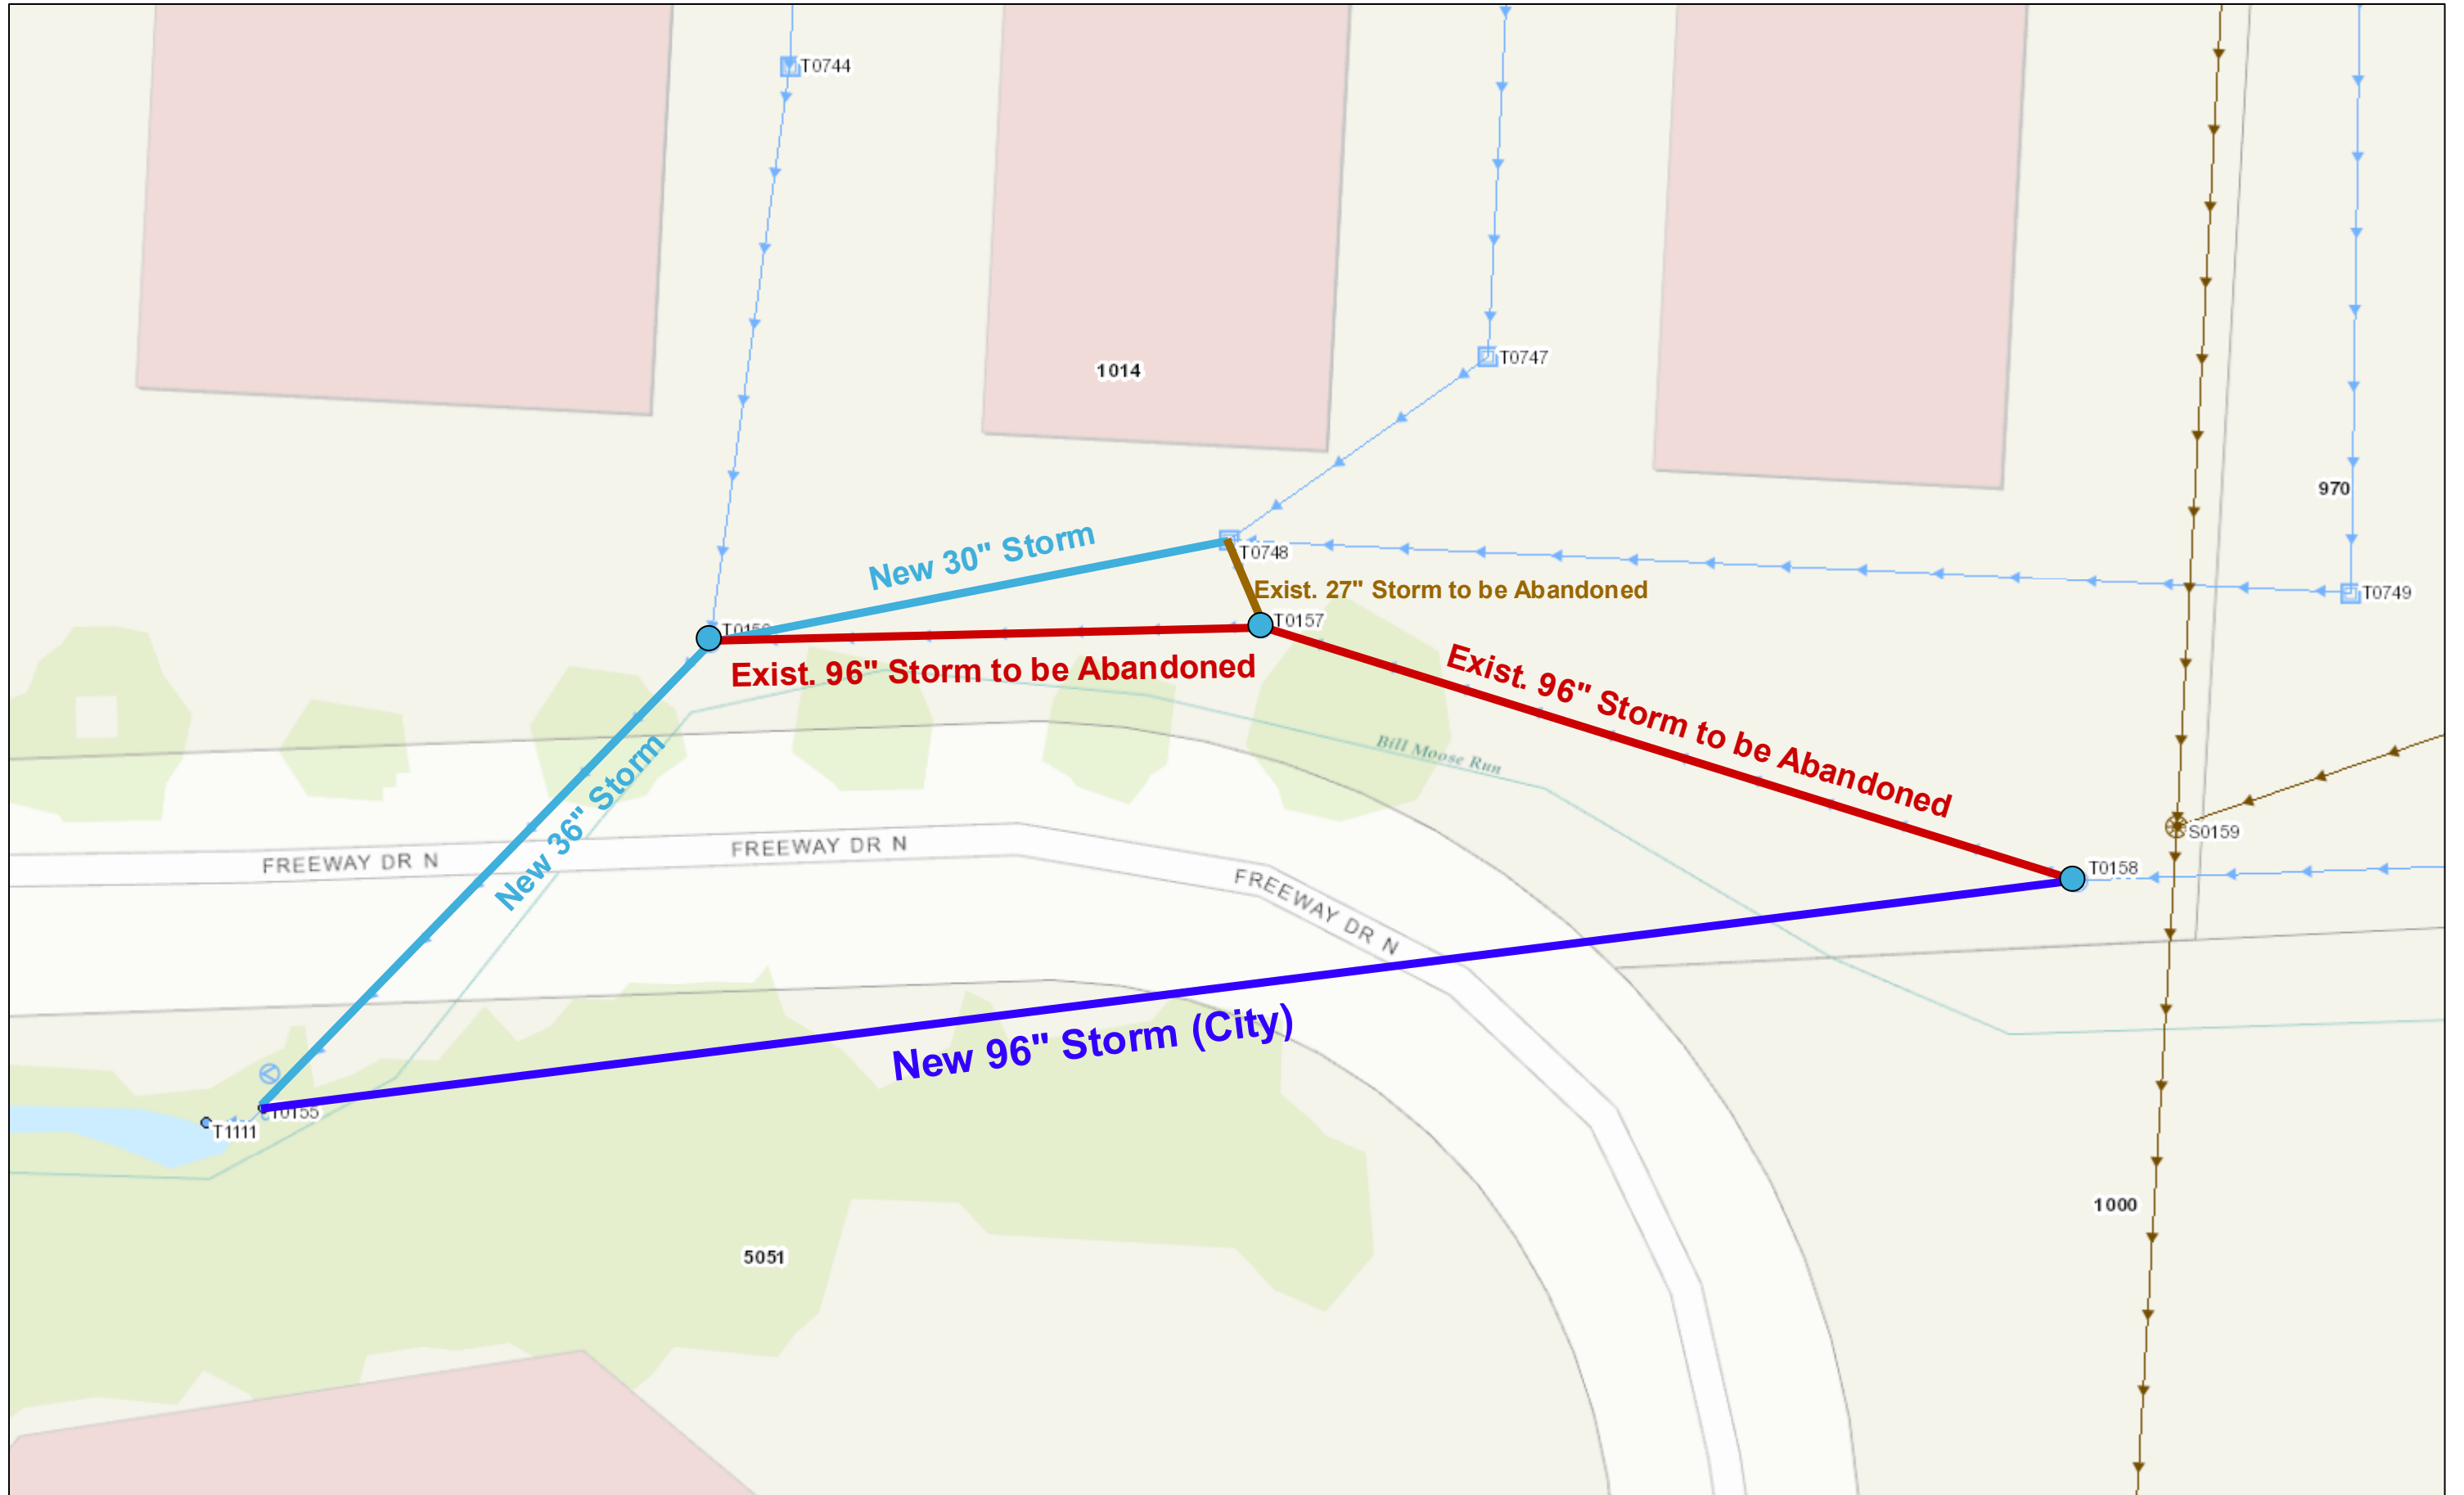 T0744
T0747
1014
970
New 30" Storm
T0748
Exist. 27" Storm to be Abandoned
T0749
T0157
Exist. 96" Storm to be Abandoned
Exist. 96" Storm to be Abandoned
Bill Moose Run
New 36" Storm
S0159
FREEWAY DR N
FREEWAY DR N
FREEWAY DR N
T0158
New 96" Storm (City)
T0155
T1111
1000
5051